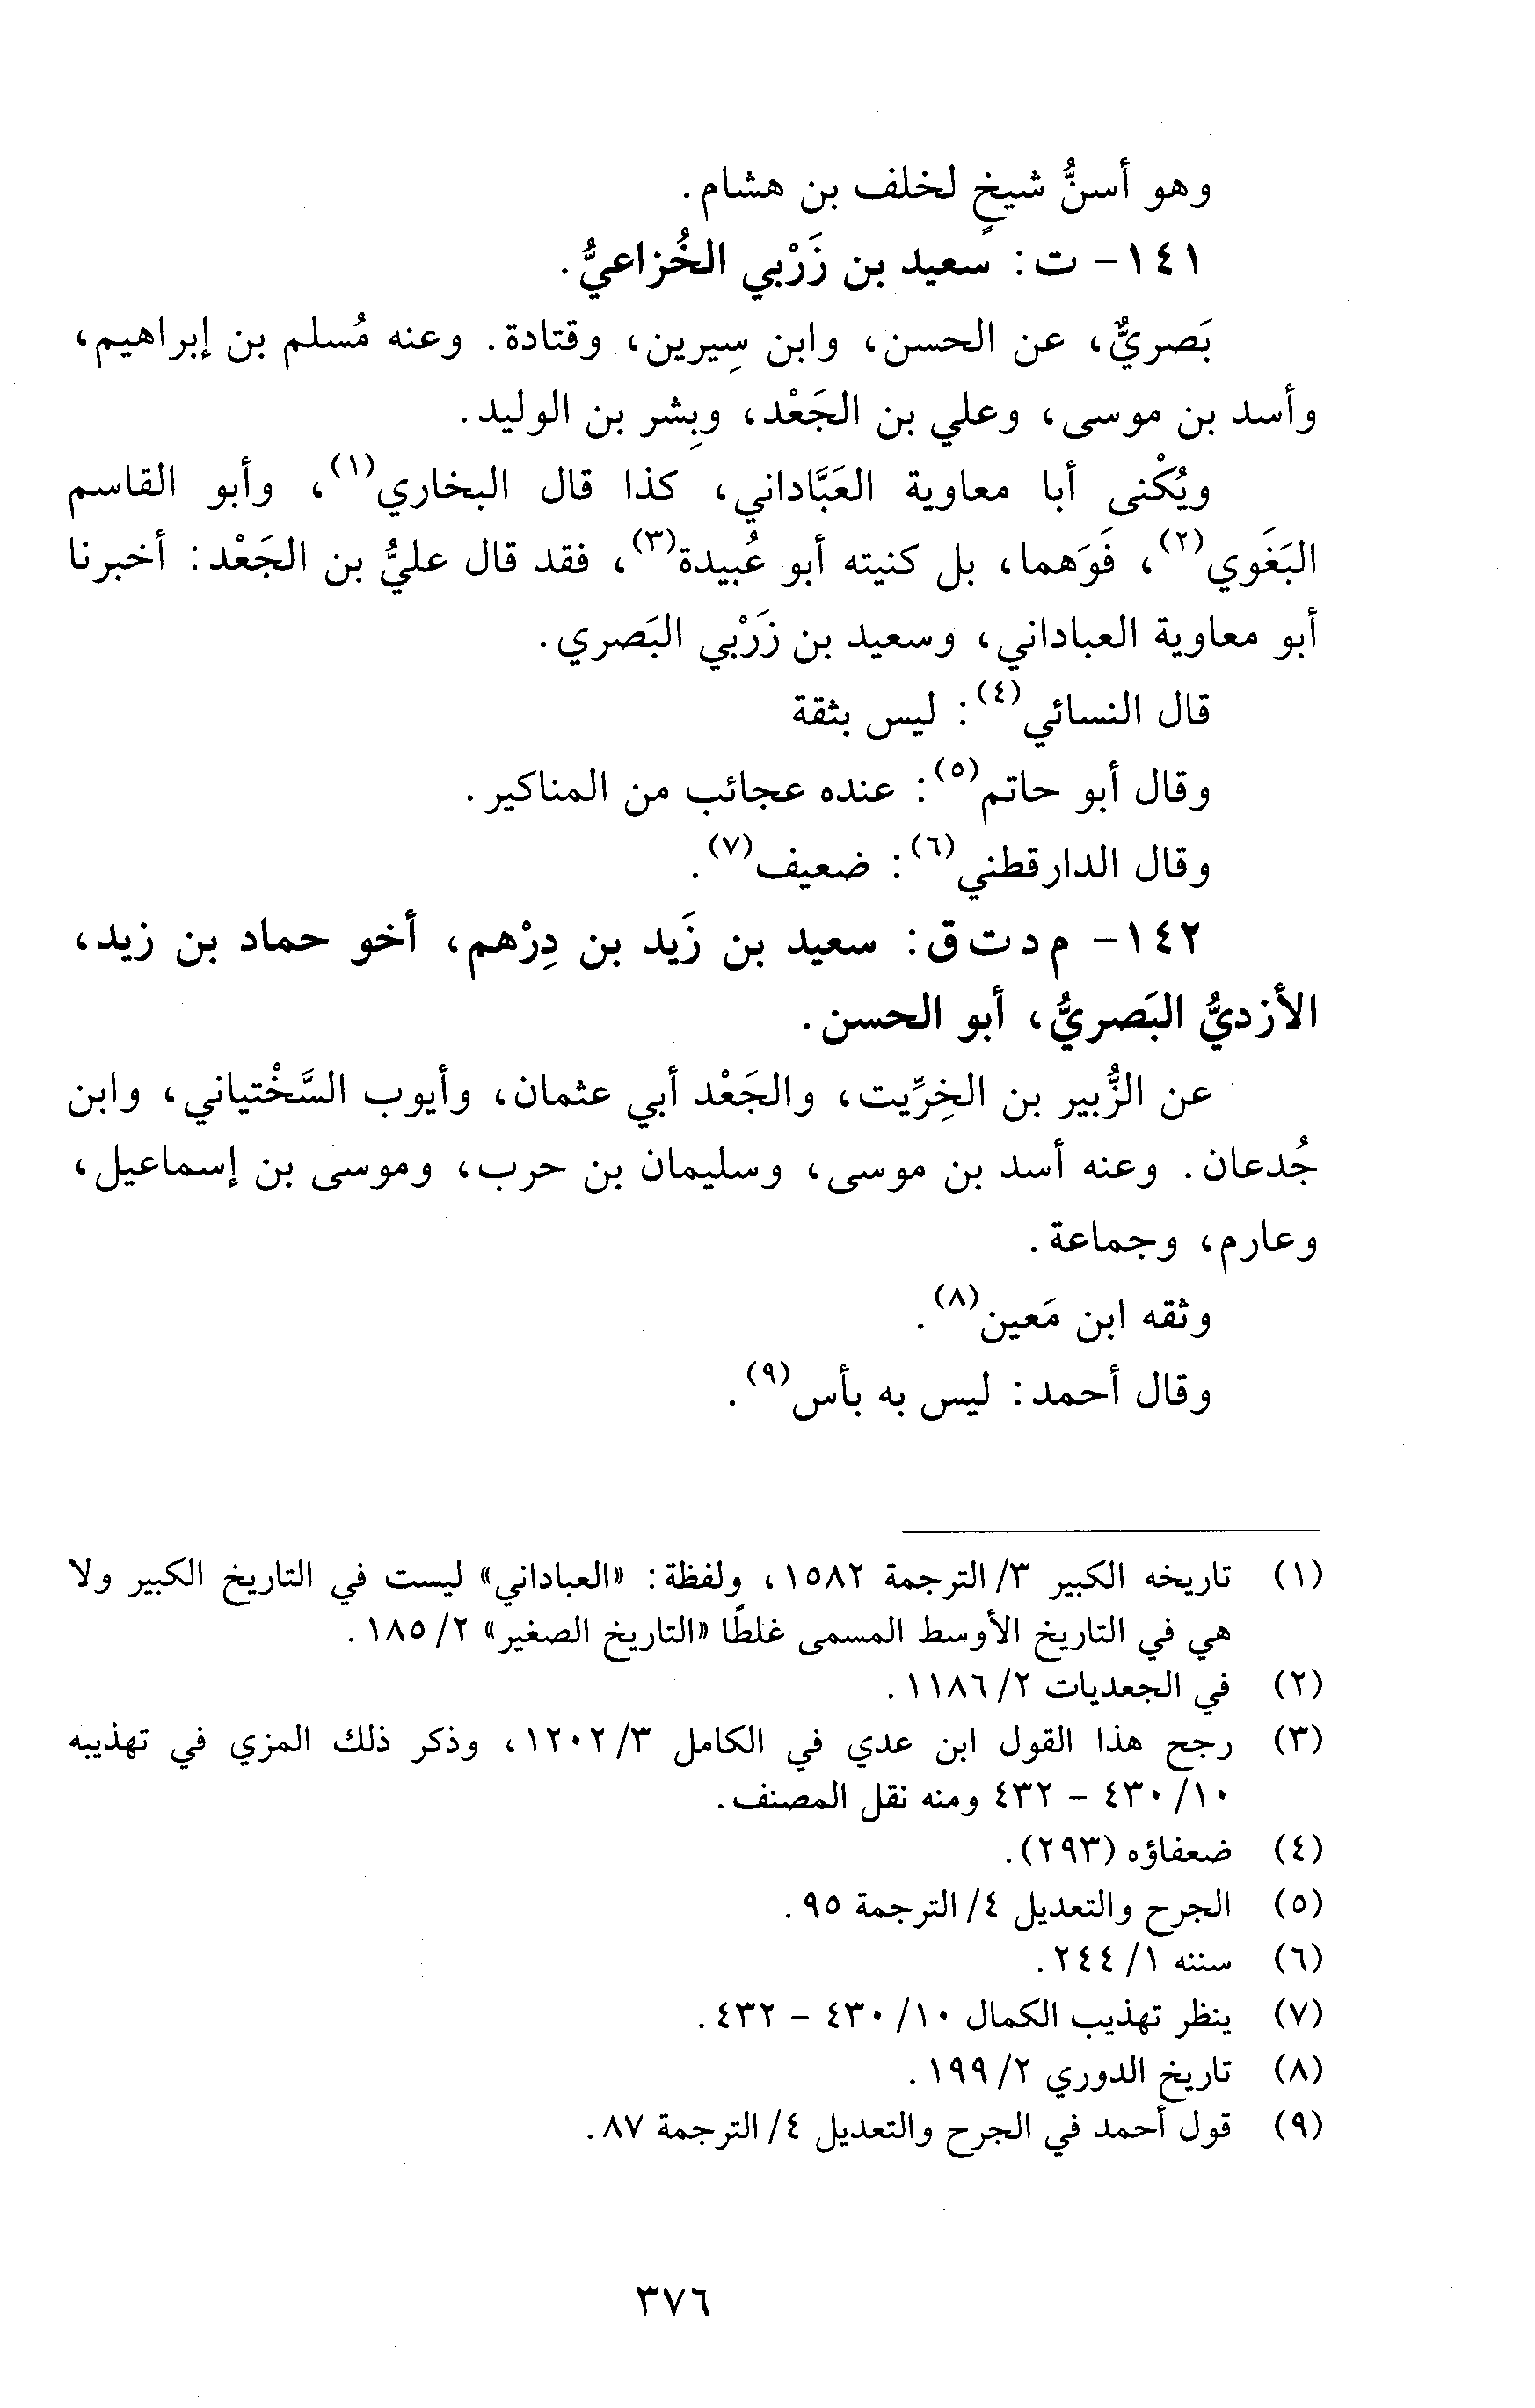 وهو أسنُّ شيخٍ لخلف بن هشام.
١٤١- ت: سعيد بن زَرْبي الخُزاعيُّ.
بَصريٌّ، عن الحسن، وابن سِيرين، وقتادة. وعنه مُسلم بن إبراهيم،
وأسد بن موسى، وعلي بن الجَعْد، وبِشر بن الوليد.
ويُكْنى أبا معاوية العَبَّاداني، كذا قال البخاري(١)، وأبو القاسم
البَغَوي(٢)، فَوَهما، بل كنيته أبو عُبيدة(٣)، فقد قال عليُّ بن الجَعْد: أخبرنا
أبو معاوية العباداني، وسعيد بن زَرْبي البَصري.
قال النسائي(٤): ليس بثقة
وقال أبو حاتم(٥): عنده عجائب من المناكير.
وقال الدارقطني(٦): ضعيف(٧).
١٤٢- م د ت ق: سعيد بن زَيد بن دِرْهم، أخو حماد بن زيد،
الأزديُّ البَصريُّ، أبو الحسن.
عن الزُّبير بن الخِرِّيت، والجَعْد أبي عثمان، وأيوب السَّخْتياني، وابن
جُدعان. وعنه أسد بن موسى، وسليمان بن حرب، وموسى بن إسماعيل،
وعارم، وجماعة.
وثقه ابن مَعين(٨).
وقال أحمد: ليس به بأس(٩).
(١) تاريخه الكبير ٣/ الترجمة ١٥٨٢، ولفظة: «العباداني» ليست في التاريخ الكبير ولا
هي في التاريخ الأوسط المسمى غلطًا «التاريخ الصغير» ٢/ ١٨٥.
(٢) في الجعديات ٢/ ١١٨٦.
(٣) رجح هذا القول ابن عدي في الكامل ٣/ ١٢٠٢، وذكر ذلك المزي في تهذيبه
١٠/ ٤٣٠ - ٤٣٢ ومنه نقل المصنف.
(٤) ضعفاؤه (٢٩٣).
(٥) الجرح والتعديل ٤/ الترجمة ٩٥.
(٦) سننه ١/ ٢٤٤.
(٧) ينظر تهذيب الكمال ١٠/ ٤٣٠ - ٤٣٢.
(٨) تاريخ الدوري ٢/ ١٩٩.
(٩) قول أحمد في الجرح والتعديل ٤/ الترجمة ٨٧.
٣٧٦